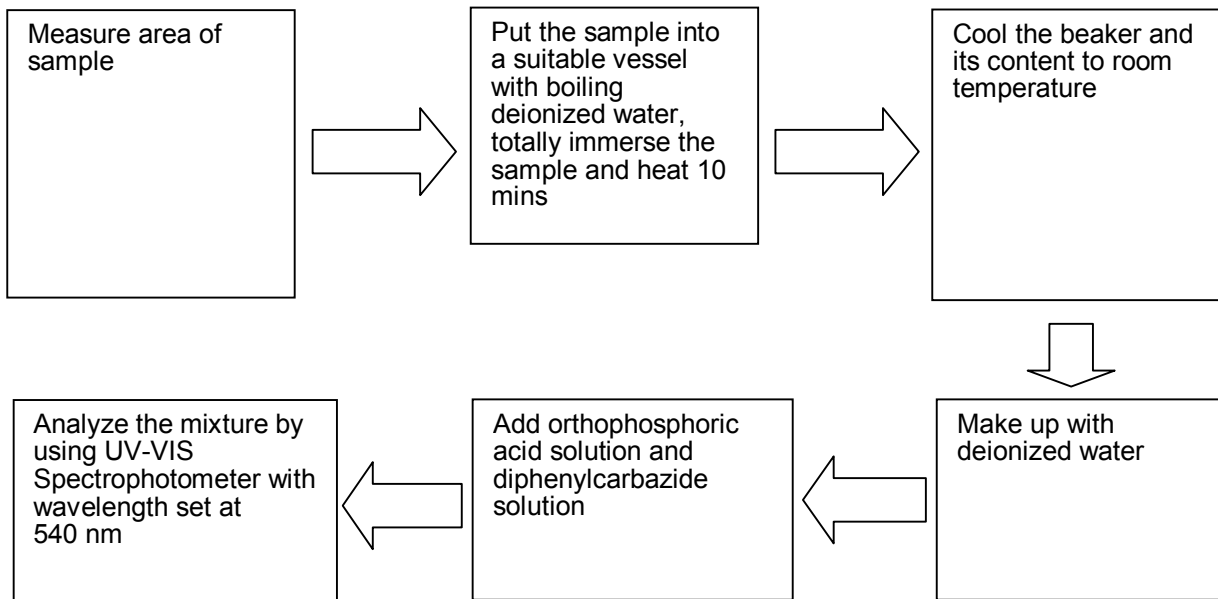 Measure area of
sample
Put the sample into
a suitable vessel
with boiling
deionized water,
totally immerse the
sample and heat 10
mins
Cool the beaker and
its content to room
temperature
Make up with
deionized water
Add orthophosphoric
acid solution and
diphenylcarbazide
solution
Analyze the mixture by
using UV-VIS
Spectrophotometer with
wavelength set at
540 nm